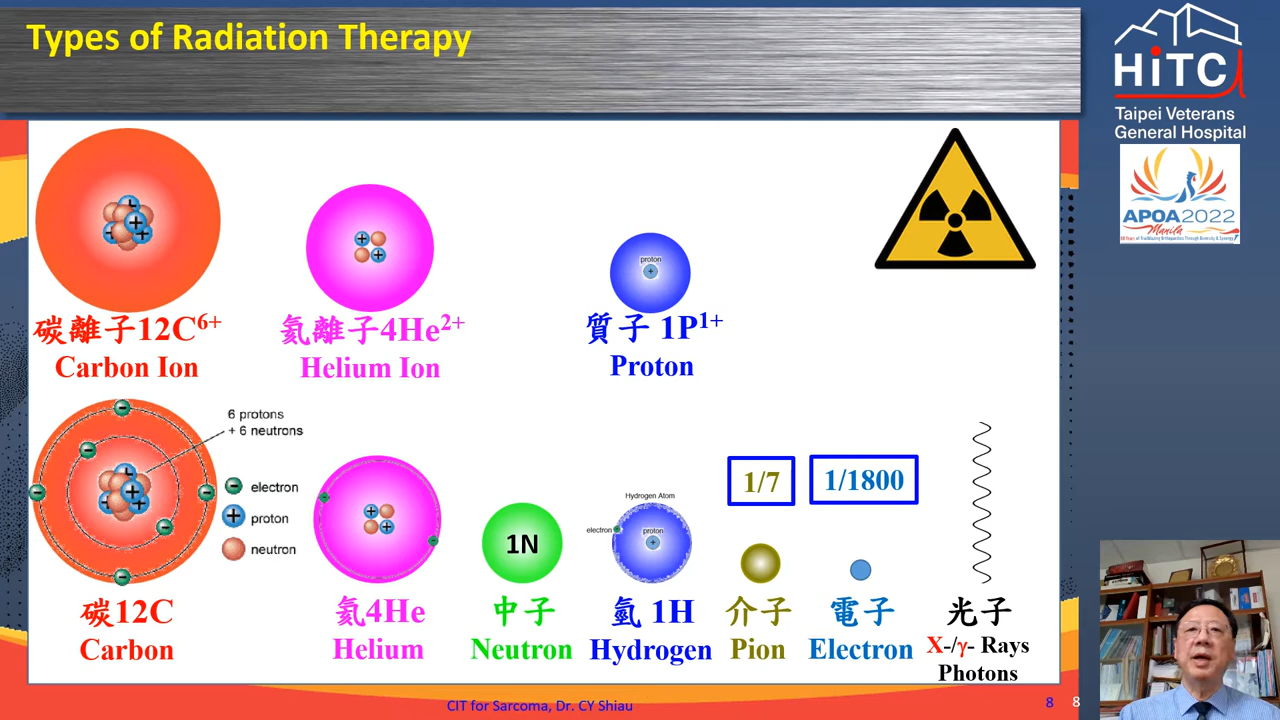 Types of Radiation Therapy
HiTC
Taipei Veterans
General Hospital
APOA2022
Manila
proton
碳離子12C6+
Carbon Ion
氦離子4He2+
Helium Ion
質子 1P1+
Proton
6 protons
+ 6 neutrons
electron
proton
neutron
1N
Hydrogen Atom
electron
proton
1/7
1/1800
碳12C
Carbon
氦4He
Helium
中子
Neutron
氫 1H
Hydrogen
介子
Pion
電子
Electron
光子
X-/γ- Rays
Photons
CIT for Sarcoma, Dr. CY Shiau
8
8